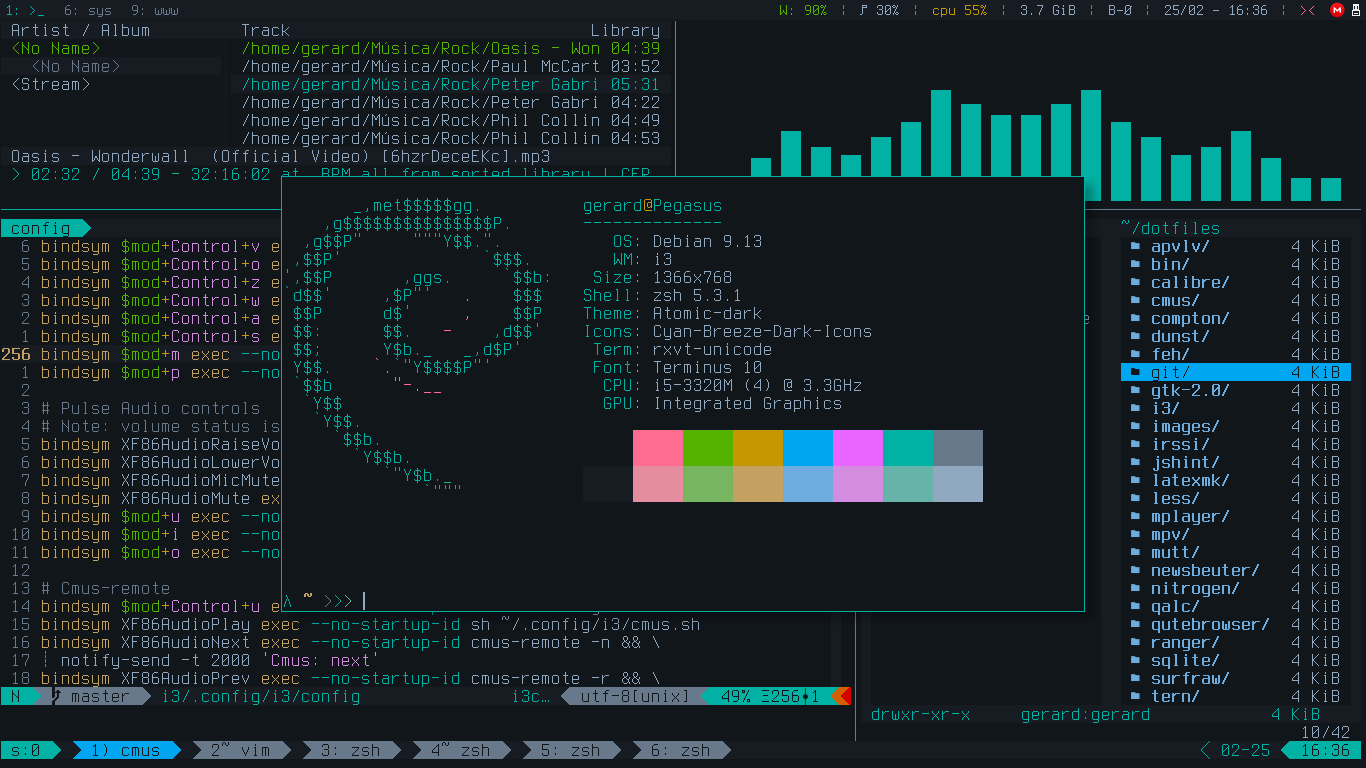 1: >_ 6: sys 9: www W: 90% ¦ 30% ¦ cpu 55% ¦ 3.7 GiB ¦ B-0 ¦ 25/02 - 16:36 ¦ ><
Artist / Album Track Library
<No Name> /home/gerard/Música/Rock/Oasis - Won 04:39
<No Name> /home/gerard/Música/Rock/Paul McCart 03:52
<Stream> /home/gerard/Música/Rock/Peter Gabri 05:31
/home/gerard/Música/Rock/Peter Gabri 04:22
/home/gerard/Música/Rock/Phil Collin 04:49
/home/gerard/Música/Rock/Phil Collin 04:53
Oasis - Wonderwall (Official Video) [6hzrDeceEKc].mp3
> 02:32 / 04:39 - 32:16:02 at BPM all from sorted library | CFR
config
6 bindsym $mod+Control+v e
5 bindsym $mod+Control+o e
4 bindsym $mod+Control+z e
3 bindsym $mod+Control+w e
2 bindsym $mod+Control+a e
1 bindsym $mod+Control+s e
256 bindsym $mod+m exec --no
1 bindsym $mod+p exec --no
2
3 # Pulse Audio controls
4 # Note: volume status is
5 bindsym XF86AudioRaiseVo
6 bindsym XF86AudioLowerVo
7 bindsym XF86AudioMicMute
8 bindsym XF86AudioMute ex
9 bindsym $mod+u exec --no
10 bindsym $mod+i exec --no
11 bindsym $mod+o exec --no
12
13 # Cmus-remote
14 bindsym $mod+Control+u e
15 bindsym XF86AudioPlay exec --no-startup-id sh ~/.config/i3/cmus.sh
16 bindsym XF86AudioNext exec --no-startup-id cmus-remote -n && \
17 ¦ notify-send -t 2000 'Cmus: next'
18 bindsym XF86AudioPrev exec --no-startup-id cmus-remote -r && \
N master i3/.config/i3/config i3c… utf-8[unix] 49% Ξ256 1
_,met$$$$$gg.
,g$$$$$$$$$$$$$$$P.
,g$$P" """Y$$.".
,$$P' `$$$.
',$$P ,ggs. `$$b:
`d$$' ,$P"' . $$$
$$P d$' , $$P
$$: $$. - ,d$$'
$$; Y$b._ _,d$P'
Y$$. `.`"Y$$$$P"'
`$$b "-.__
`Y$$
`Y$$.
`$$b.
`Y$$b.
`"Y$b._
`"""
gerard@Pegasus
--------------
OS: Debian 9.13
WM: i3
Size: 1366x768
Shell: zsh 5.3.1
Theme: Atomic-dark
Icons: Cyan-Breeze-Dark-Icons
Term: rxvt-unicode
Font: Terminus 10
CPU: i5-3320M (4) @ 3.3GHz
GPU: Integrated Graphics
λ ~ >>>
e
~/dotfiles
apvlv/ 4 KiB
bin/ 4 KiB
calibre/ 4 KiB
cmus/ 4 KiB
compton/ 4 KiB
dunst/ 4 KiB
feh/ 4 KiB
git/ 4 KiB
gtk-2.0/ 4 KiB
i3/ 4 KiB
images/ 4 KiB
irssi/ 4 KiB
jshint/ 4 KiB
latexmk/ 4 KiB
less/ 4 KiB
mplayer/ 4 KiB
mpv/ 4 KiB
mutt/ 4 KiB
newsbeuter/ 4 KiB
nitrogen/ 4 KiB
qalc/ 4 KiB
qutebrowser/ 4 KiB
ranger/ 4 KiB
sqlite/ 4 KiB
surfraw/ 4 KiB
tern/ 4 KiB
drwxr-xr-x gerard:gerard 4 KiB
10/42
s:0 1) cmus 2~ vim 3: zsh 4~ zsh 5: zsh 6: zsh 02-25 16:36